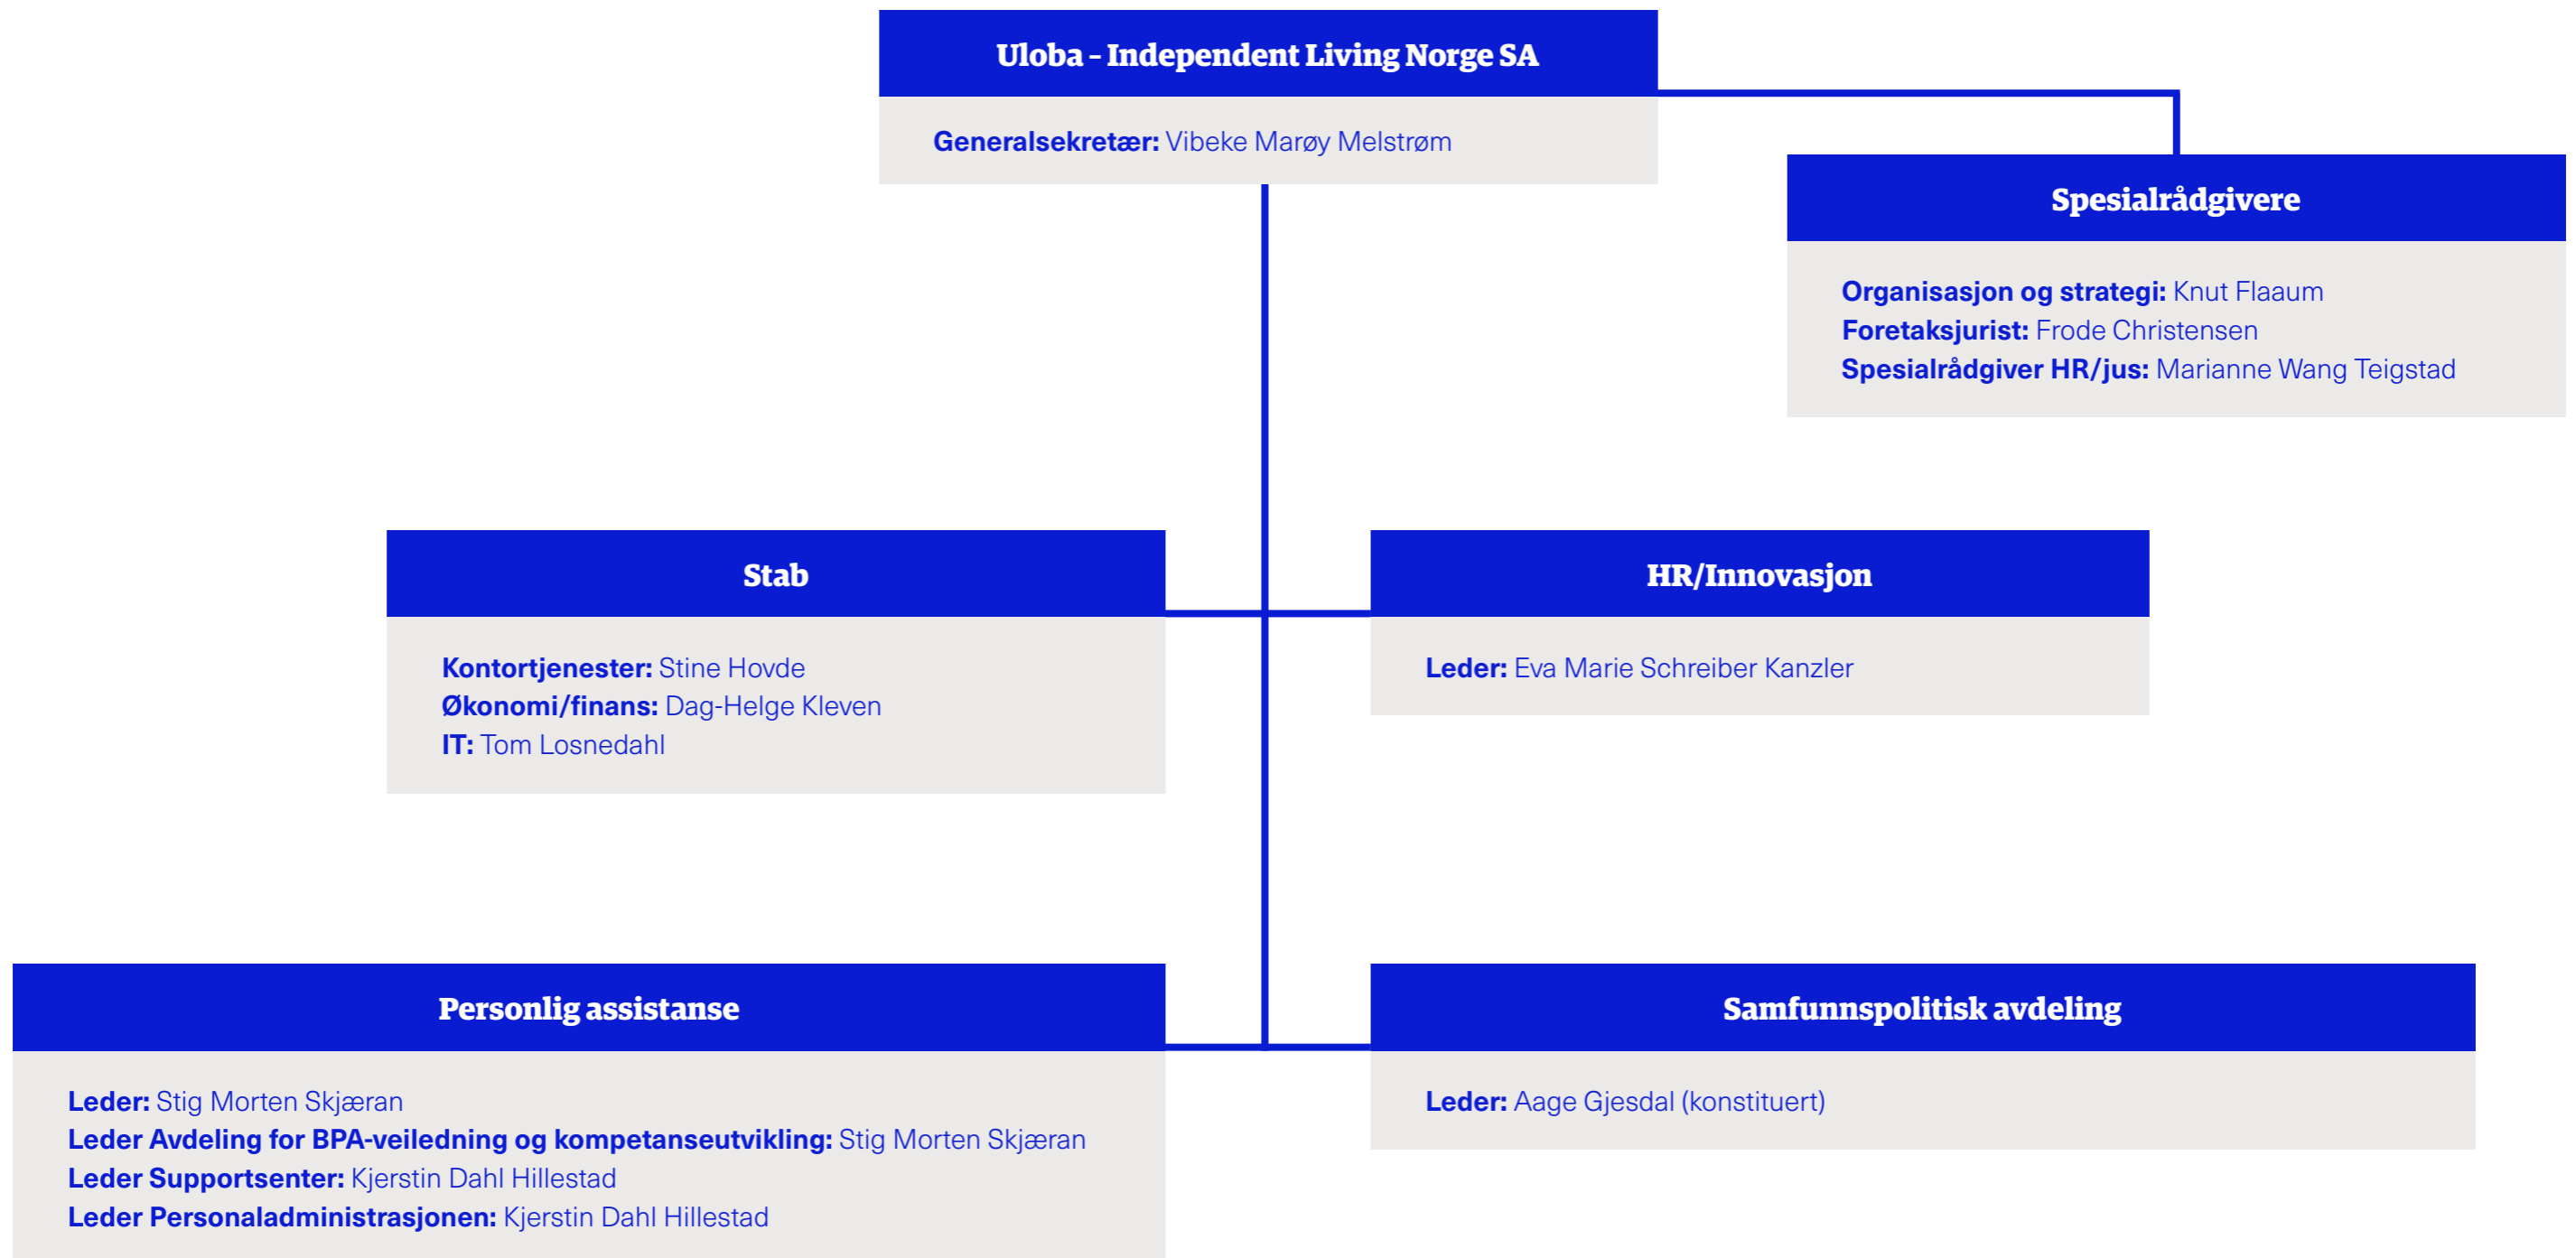 Uloba – Independent Living Norge SA
Generalsekretær: Vibeke Marøy Melstrøm
Spesialrådgivere
Organisasjon og strategi: Knut Flaaum
Foretaksjurist: Frode Christensen
Spesialrådgiver HR/jus: Marianne Wang Teigstad
Stab
Kontortjenester: Stine Hovde
Økonomi/finans: Dag-Helge Kleven
IT: Tom Losnedahl
HR/Innovasjon
Leder: Eva Marie Schreiber Kanzler
Personlig assistanse
Leder: Stig Morten Skjæran
Leder Avdeling for BPA-veiledning og kompetanseutvikling: Stig Morten Skjæran
Leder Supportsenter: Kjerstin Dahl Hillestad
Leder Personaladministrasjonen: Kjerstin Dahl Hillestad
Samfunnspolitisk avdeling
Leder: Aage Gjesdal (konstituert)